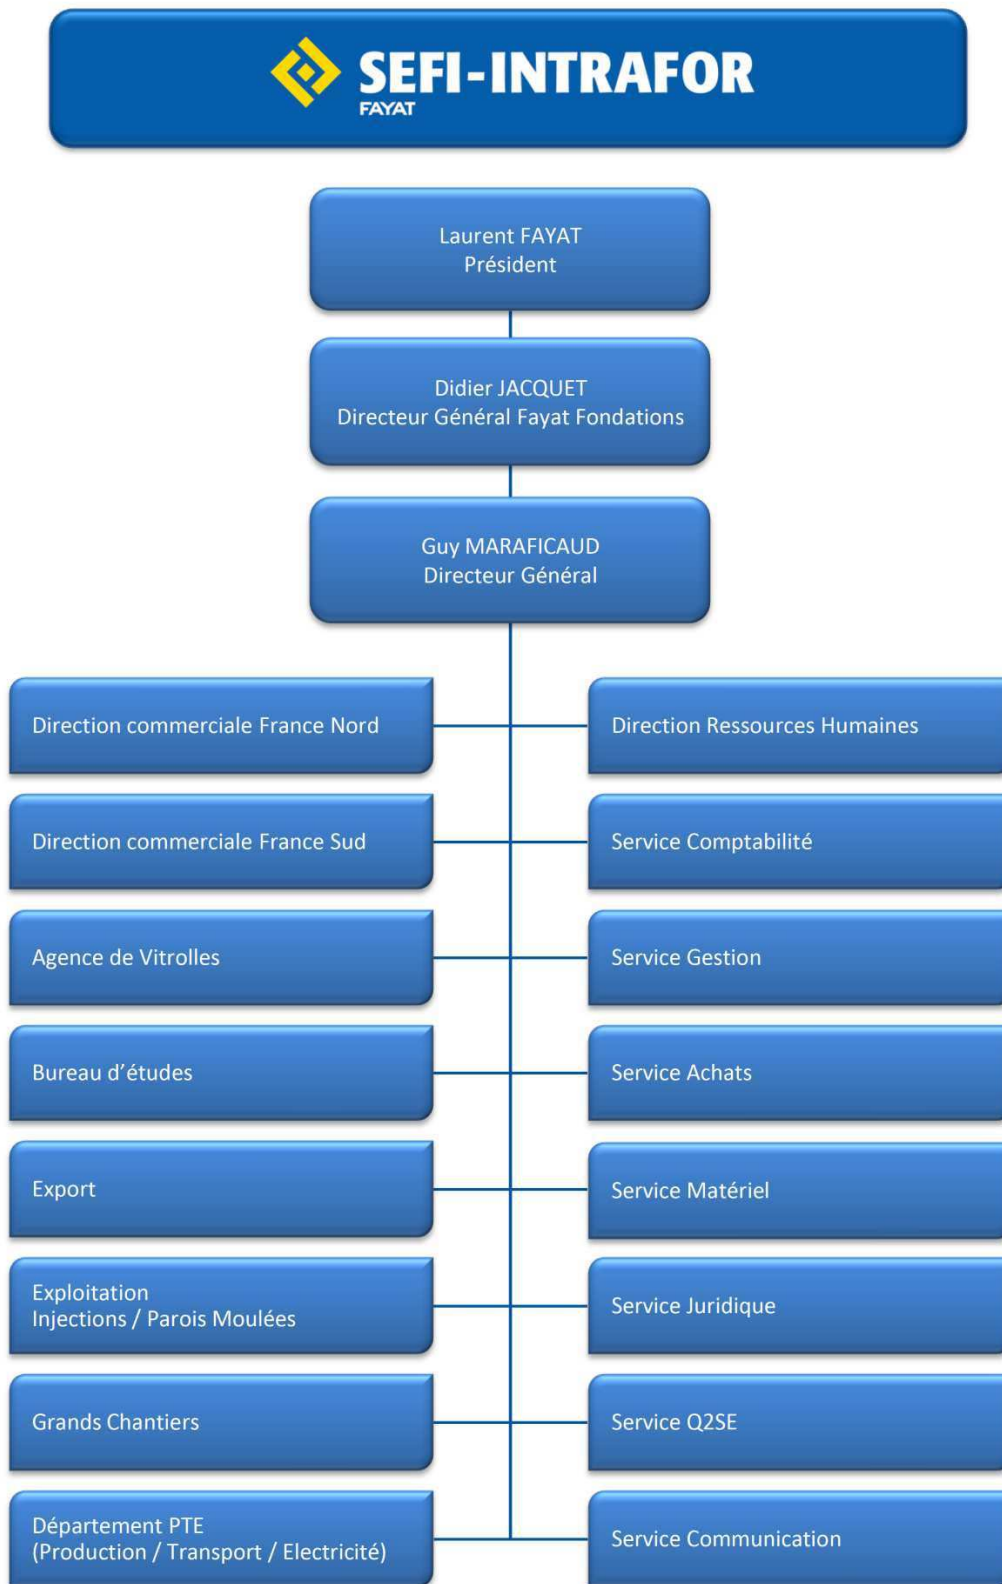 SEFI-INTRAFOR
FAYAT
Laurent FAYAT
Président
Didier JACQUET
Directeur Général Fayat Fondations
Guy MARAFICAUD
Directeur Général
Direction commerciale France Nord
Direction Ressources Humaines
Direction commerciale France Sud
Service Comptabilité
Agence de Vitrolles
Service Gestion
Bureau d’études
Service Achats
Export
Service Matériel
Exploitation
Injections / Parois Moulées
Service Juridique
Grands Chantiers
Service Q2SE
Département PTE
(Production / Transport / Electricité)
Service Communication